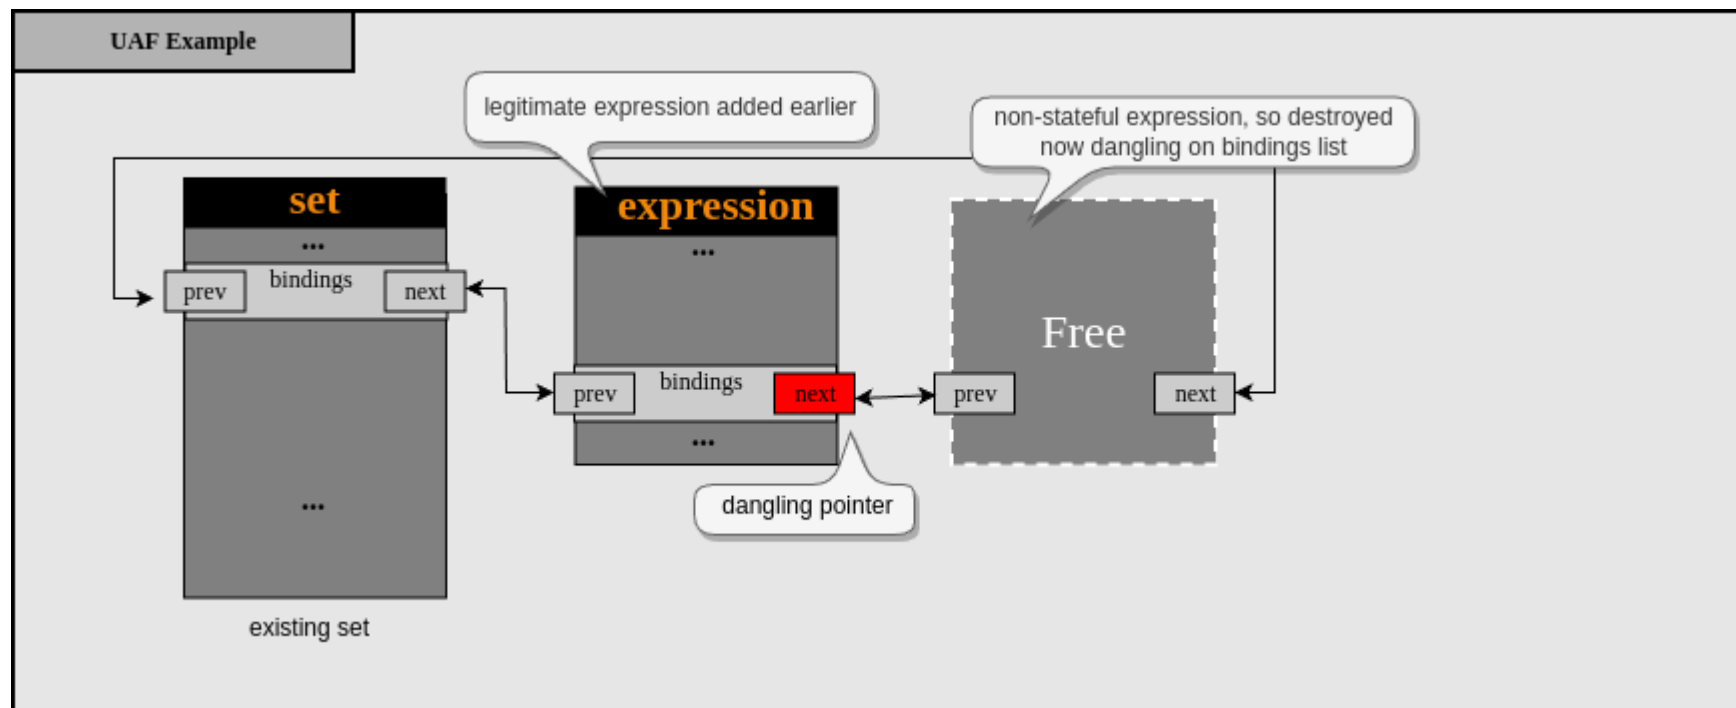 UAF Example
legitimate expression added earlier
non-stateful expression, so destroyed
now dangling on bindings list
set
...
bindings
prev
next
...
existing set
expression
...
bindings
prev
next
...
dangling pointer
Free
prev
next